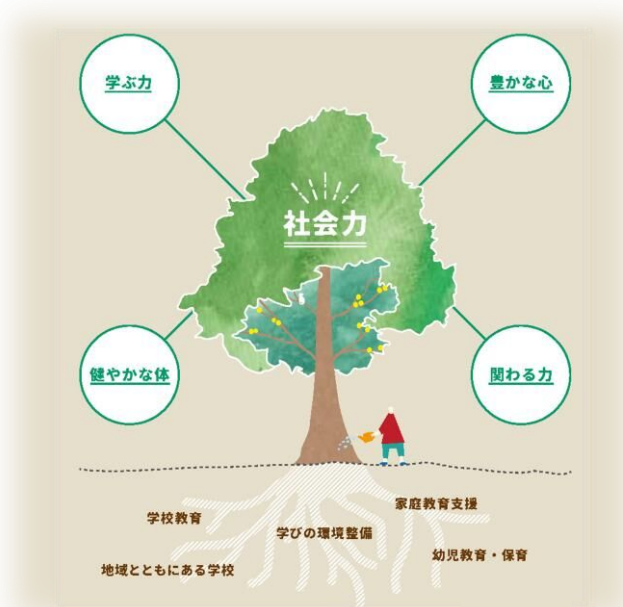 学ぶ力
豊かな心
社会力
健やかな体
関わる力
家庭教育支援
学校教育
学びの環境整備
幼児教育・保育
地域とともにある学校